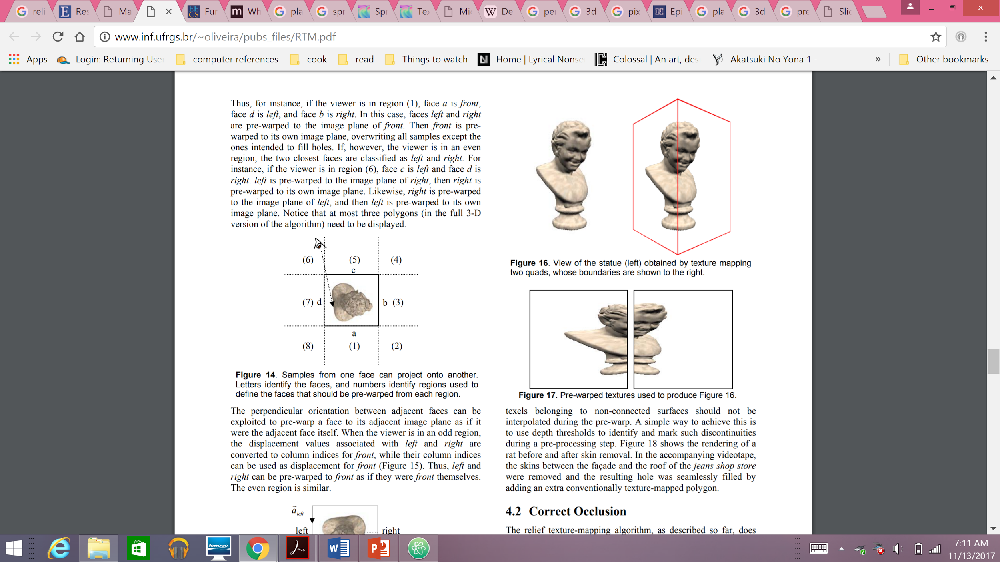 reli
Res
Ma
Fur
Wh
pla
spr
Spr
Tex
Mic
De
per
3d
pix
Epi
pla
3d
pre
Slic
www.inf.ufrgs.br/~oliveira/pubs_files/RTM.pdf
Apps
Login: Returning User
computer references
cook
read
Things to watch
Home | Lyrical Nonse
Colossal | An art, desi
Akatsuki No Yona 1 -
»
Other bookmarks
Thus, for instance, if the viewer is in region (1), face a is front,
face d is left, and face b is right. In this case, faces left and right
are pre-warped to the image plane of front. Then front is pre-
warped to its own image plane, overwriting all samples except the
ones intended to fill holes. If, however, the viewer is in an even
region, the two closest faces are classified as left and right. For
instance, if the viewer is in region (6), face c is left and face d is
right. left is pre-warped to the image plane of right, then right is
pre-warped to its own image plane. Likewise, right is pre-warped
to the image plane of left, and then left is pre-warped to its own
image plane. Notice that at most three polygons (in the full 3-D
version of the algorithm) need to be displayed.
(6) (5) (4)
c
(7) d b (3)
a
(8) (1) (2)
Figure 14. Samples from one face can project onto another.
Letters identify the faces, and numbers identify regions used to
define the faces that should be pre-warped from each region.
The perpendicular orientation between adjacent faces can be
exploited to pre-warp a face to its adjacent image plane as if it
were the adjacent face itself. When the viewer is in an odd region,
the displacement values associated with left and right are
converted to column indices for front, while their column indices
can be used as displacement for front (Figure 15). Thus, left and
right can be pre-warped to front as if they were front themselves.
The even region is similar.
a left
left right
Figure 16. View of the statue (left) obtained by texture mapping
two quads, whose boundaries are shown to the right.
Figure 17. Pre-warped textures used to produce Figure 16.
texels belonging to non-connected surfaces should not be
interpolated during the pre-warp. A simple way to achieve this is
to use depth thresholds to identify and mark such discontinuities
during a pre-processing step. Figure 18 shows the rendering of a
rat before and after skin removal. In the accompanying videotape,
the skins between the façade and the roof of the jeans shop store
were removed and the resulting hole was seamlessly filled by
adding an extra conventionally texture-mapped polygon.
4.2 Correct Occlusion
The relief texture-mapping algorithm, as described so far, does
lenovo
7:11 AM
11/13/2017